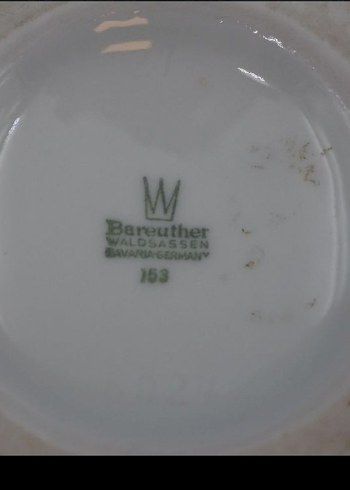 Bareuther
WALDSASSEN
BAVARIA-GERMANY
153